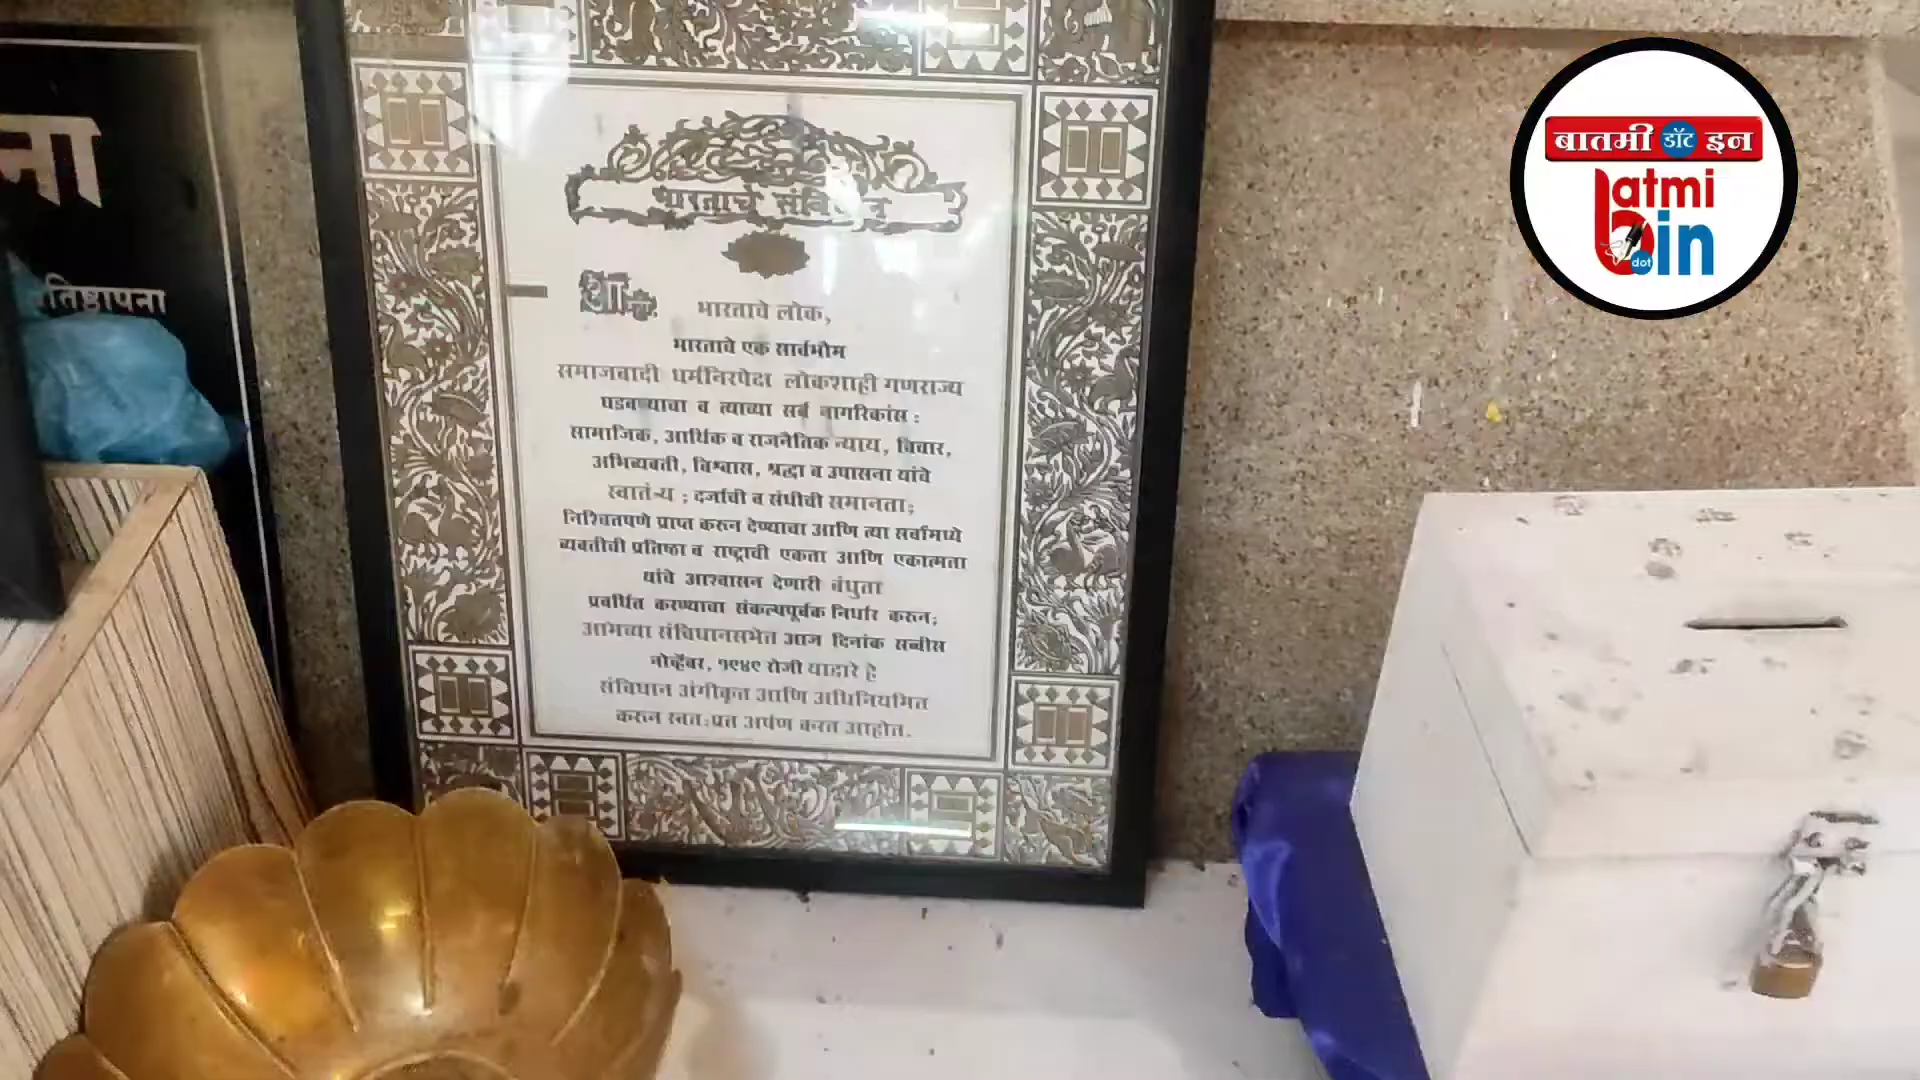 ना
तिष्ठापना
भारताचे संविधान
आम्ही भारताचे लोक,
भारताचे एक सार्वभौम
समाजवादी धर्मनिरपेक्ष लोकशाही गणराज्य
घडवण्याचा व त्याच्या सर्व नागरिकांस :
सामाजिक, आर्थिक व राजनैतिक न्याय, विचार,
अभिव्यक्ती, विश्वास, श्रद्धा व उपासना यांचे
स्वातंत्र्य ; दर्जाची व संधीची समानता;
निश्चितपणे प्राप्त करून देण्याचा आणि त्या सर्वांमध्ये
व्यक्तीची प्रतिष्ठा व राष्ट्राची एकता आणि एकात्मता
यांचे आश्वासन देणारी बंधुता
प्रवर्धित करण्याचा संकल्पपूर्वक निर्धार करून;
आमच्या संविधानसभेत आज दिनांक सव्वीस
नोव्हेंबर, १९४९ रोजी याद्वारे हे
संविधान अंगीकृत आणि अधिनियमित
करून स्वतःप्रत अर्पण करत आहोत.
बातमी डॉट इन
batmi
dot in